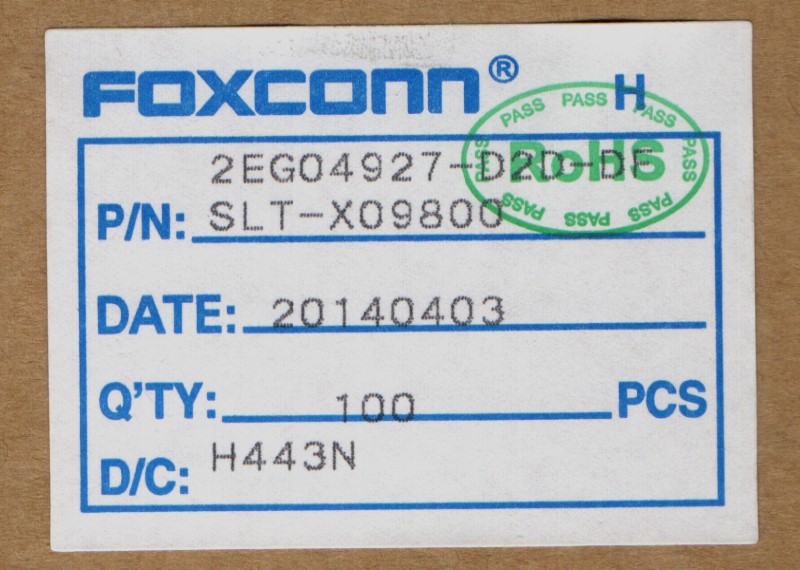 FOXCONN® H
PASS PASS PASS PASS PASS PASS PASS PASS
RoHS
2EG04927-D2D-DF
P/N: SLT-X09800
DATE: 20140403
Q'TY: 100 PCS
D/C: H443N